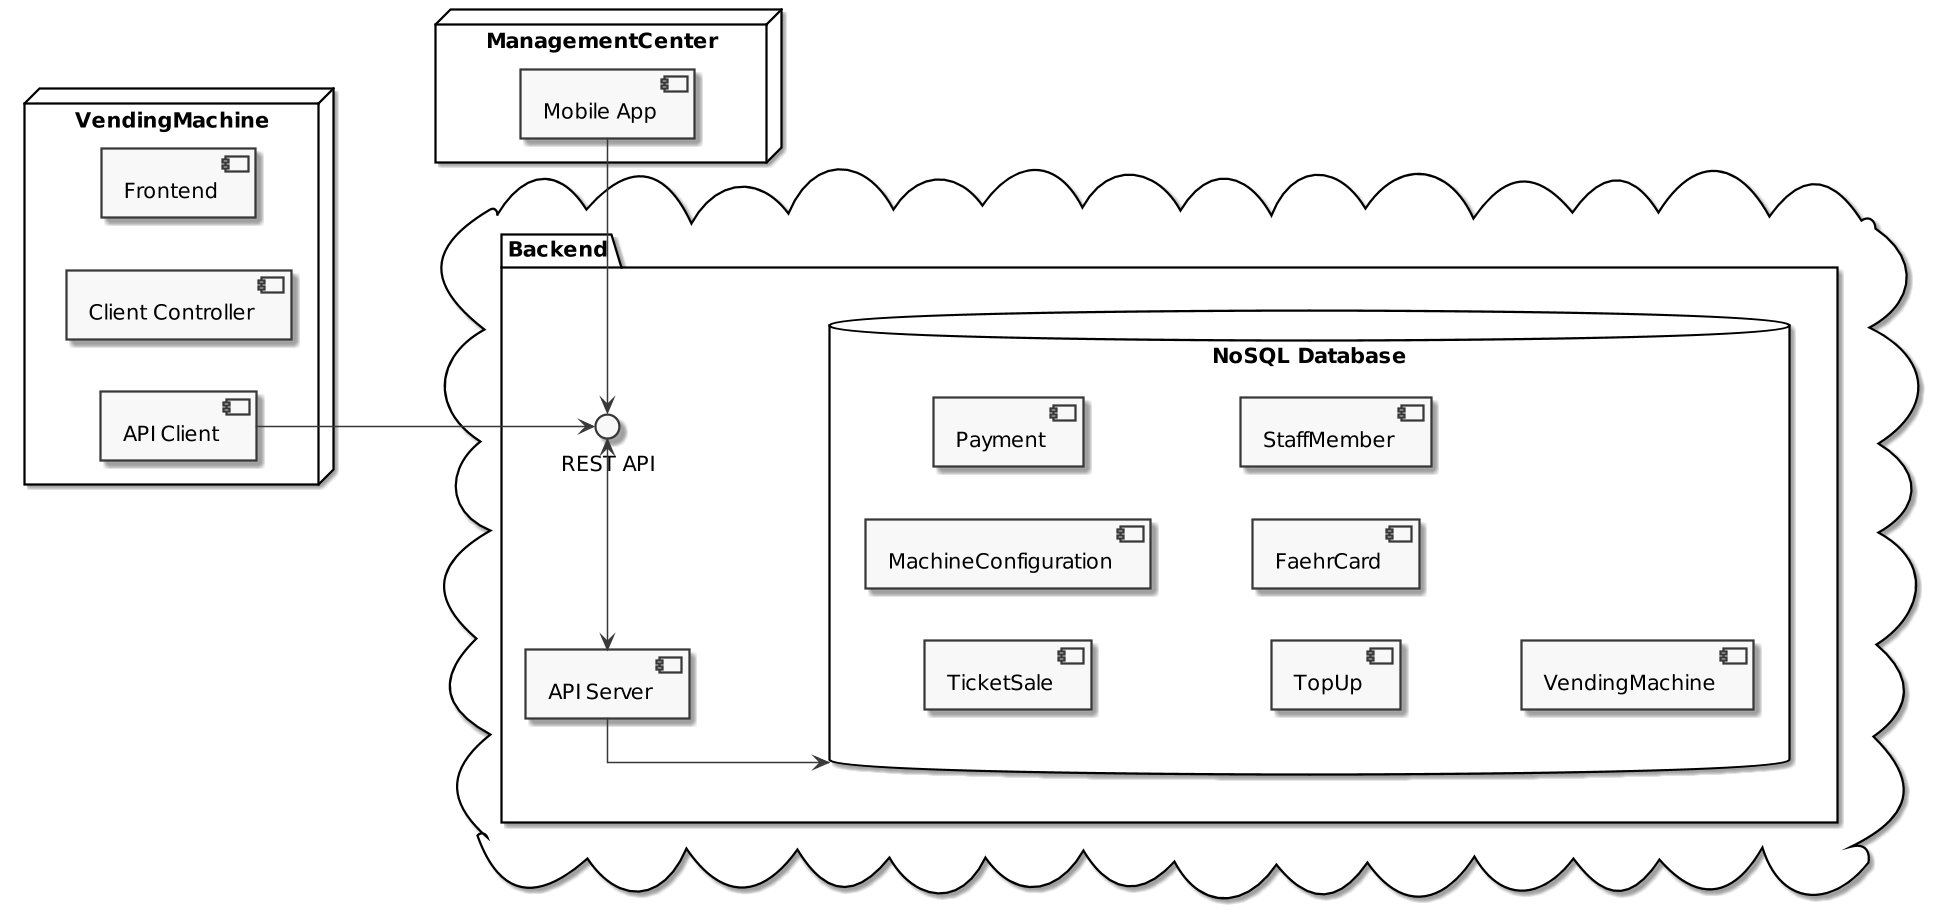 ManagementCenter
Mobile App
VendingMachine
Frontend
Client Controller
API Client
Backend
REST API
API Server
NoSQL Database
Payment
StaffMember
MachineConfiguration
FaehrCard
TicketSale
TopUp
VendingMachine